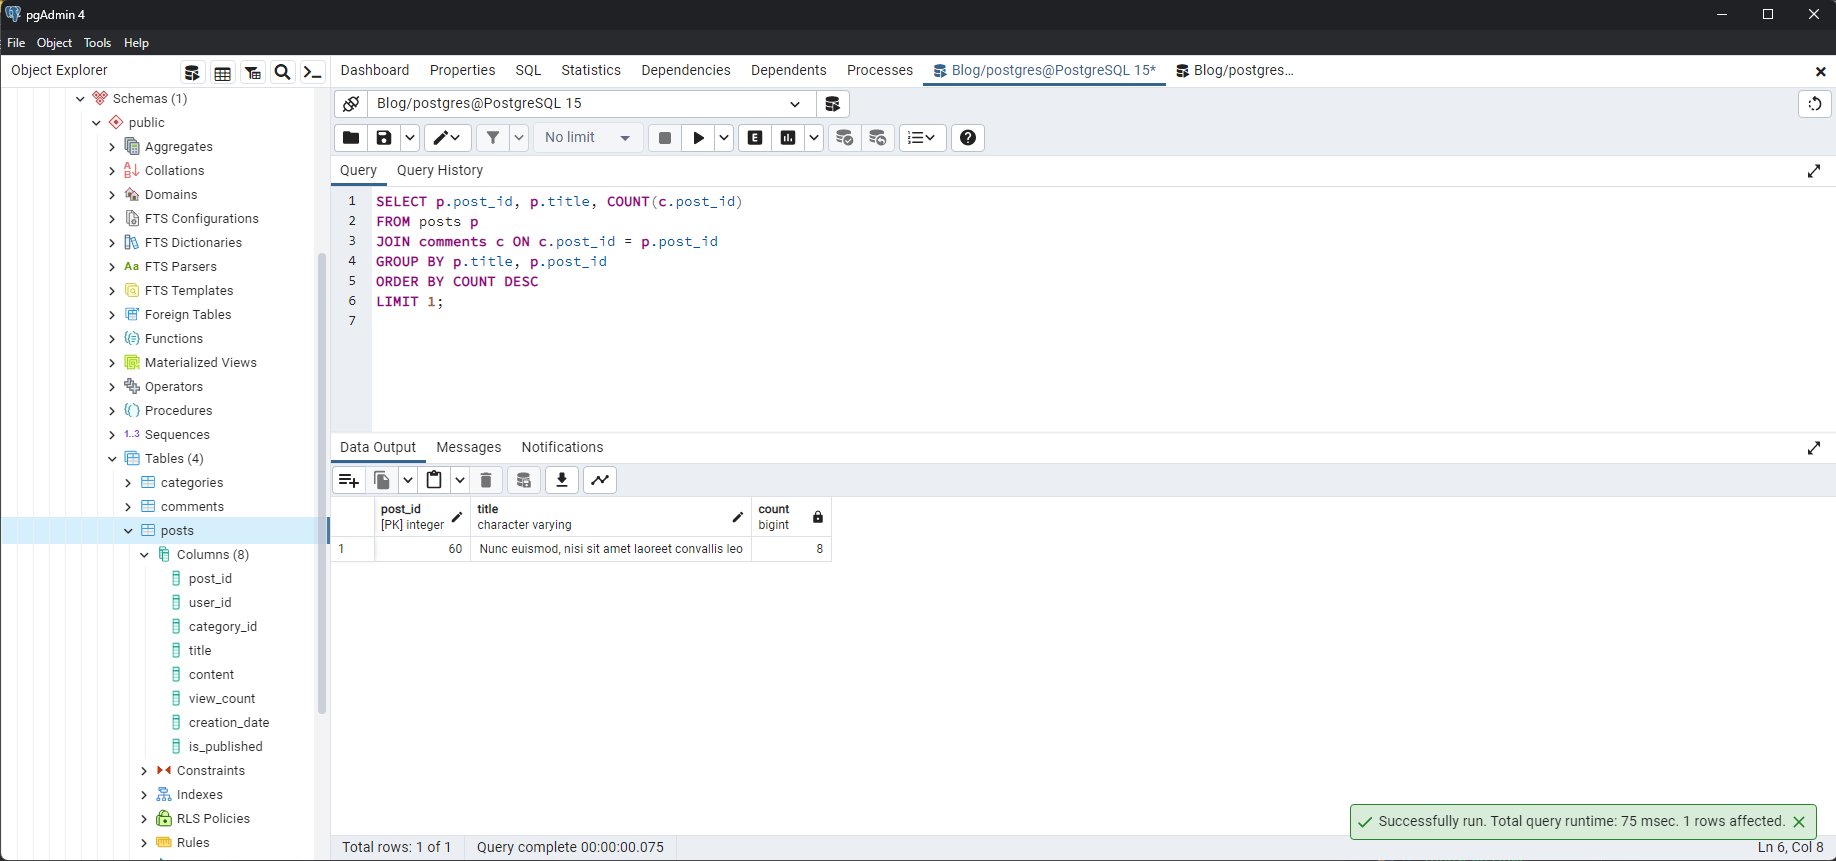 pgAdmin 4
File Object Tools Help
Object Explorer
Dashboard Properties SQL Statistics Dependencies Dependents Processes Blog/postgres@PostgreSQL 15* Blog/postgres...
Schemas (1)
public
Aggregates
Collations
Domains
FTS Configurations
FTS Dictionaries
Aa FTS Parsers
FTS Templates
Foreign Tables
Functions
Materialized Views
Operators
Procedures
1..3 Sequences
Tables (4)
categories
comments
posts
Columns (8)
post_id
user_id
category_id
title
content
view_count
creation_date
is_published
Constraints
Indexes
RLS Policies
Rules
Blog/postgres@PostgreSQL 15
No limit
E
Query Query History
1 SELECT p.post_id, p.title, COUNT(c.post_id)
2 FROM posts p
3 JOIN comments c ON c.post_id = p.post_id
4 GROUP BY p.title, p.post_id
5 ORDER BY COUNT DESC
6 LIMIT 1;
7
Data Output Messages Notifications
post_id title count
[PK] integer character varying bigint
1 60 Nunc euismod, nisi sit amet laoreet convallis leo 8
Successfully run. Total query runtime: 75 msec. 1 rows affected.
Total rows: 1 of 1 Query complete 00:00:00.075 Ln 6, Col 8